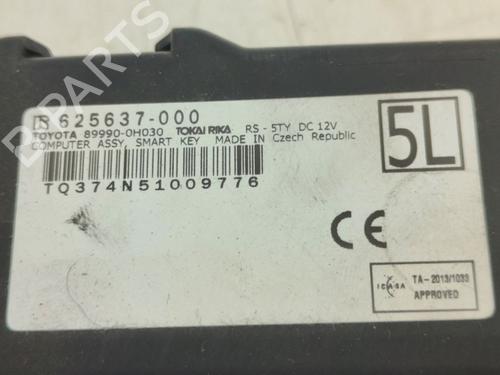 625637-000
TOYOTA 89990-0H030 TOKAI RIKA RS - 5TY DC 12V
COMPUTER ASSY, SMART KEY MADE IN Czech Republic
5L
TQ374N51009776
CE
ICASA TA - 2013/1033
APPROVED
B-PARTS